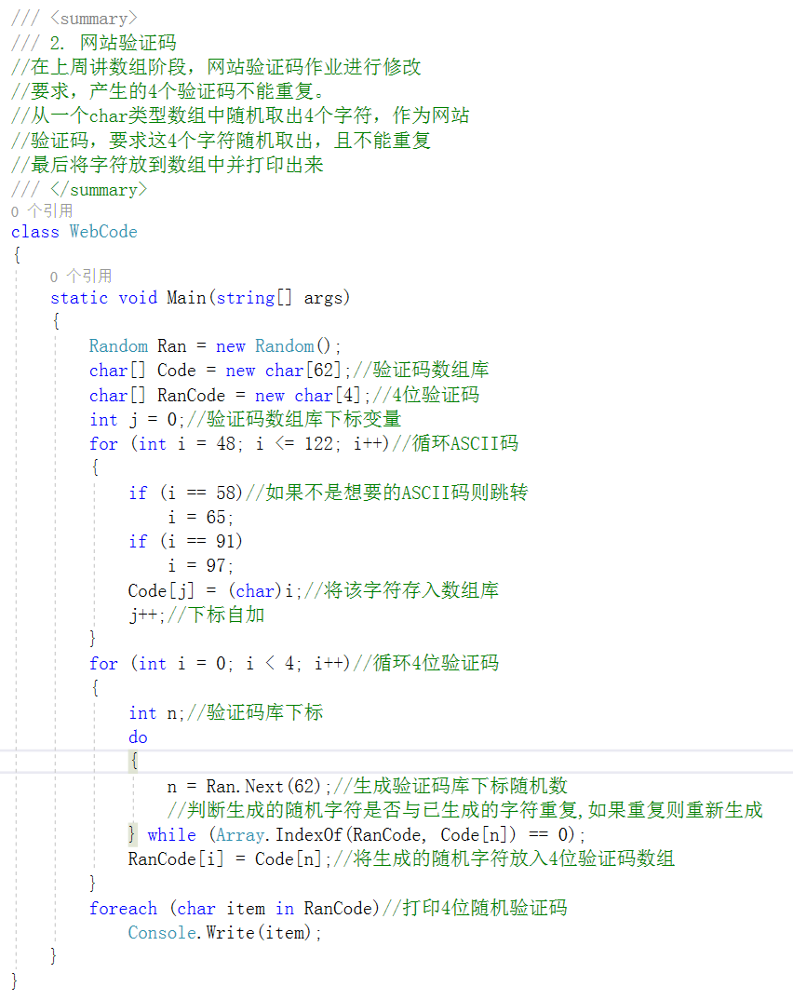 /// <summary>
/// 2. 网站验证码
//在上周讲数组阶段，网站验证码作业进行修改
//要求，产生的4个验证码不能重复。
//从一个char类型数组中随机取出4个字符，作为网站
//验证码，要求这4个字符随机取出，且不能重复
//最后将字符放到数组中并打印出来
/// </summary>
0 个引用
class WebCode
{
0 个引用
static void Main(string[] args)
{
Random Ran = new Random();
char[] Code = new char[62];//验证码数组库
char[] RanCode = new char[4];//4位验证码
int j = 0;//验证码数组库下标变量
for (int i = 48; i <= 122; i++)//循环ASCII码
{
if (i == 58)//如果不是想要的ASCII码则跳转
i = 65;
if (i == 91)
i = 97;
Code[j] = (char)i;//将该字符存入数组库
j++;//下标自加
}
for (int i = 0; i < 4; i++)//循环4位验证码
{
int n;//验证码库下标
do
{
n = Ran.Next(62);//生成验证码库下标随机数
//判断生成的随机字符是否与已生成的字符重复,如果重复则重新生成
} while (Array.IndexOf(RanCode, Code[n]) == 0);
RanCode[i] = Code[n];//将生成的随机字符放入4位验证码数组
}
foreach (char item in RanCode)//打印4位随机验证码
Console.Write(item);
}
}